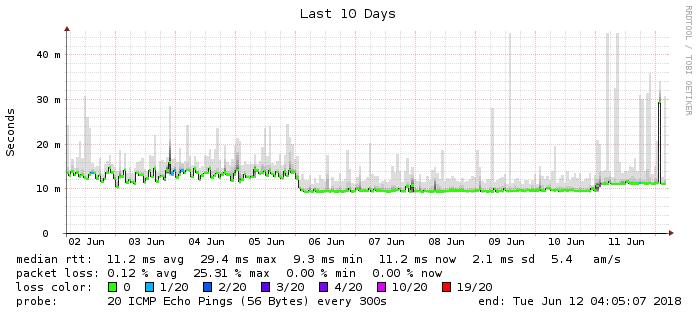 Last 10 Days
RRDTOOL / TOBI OETIKER
Seconds
40 m
30 m
20 m
10 m
0
02 Jun 03 Jun 04 Jun 05 Jun 06 Jun 07 Jun 08 Jun 09 Jun 10 Jun 11 Jun
median rtt: 11.2 ms avg 29.4 ms max 9.3 ms min 11.2 ms now 2.1 ms sd 5.4 am/s
packet loss: 0.12 % avg 25.31 % max 0.00 % min 0.00 % now
loss color: 0 1/20 2/20 3/20 4/20 10/20 19/20
probe: 20 ICMP Echo Pings (56 Bytes) every 300s end: Tue Jun 12 04:05:07 2018